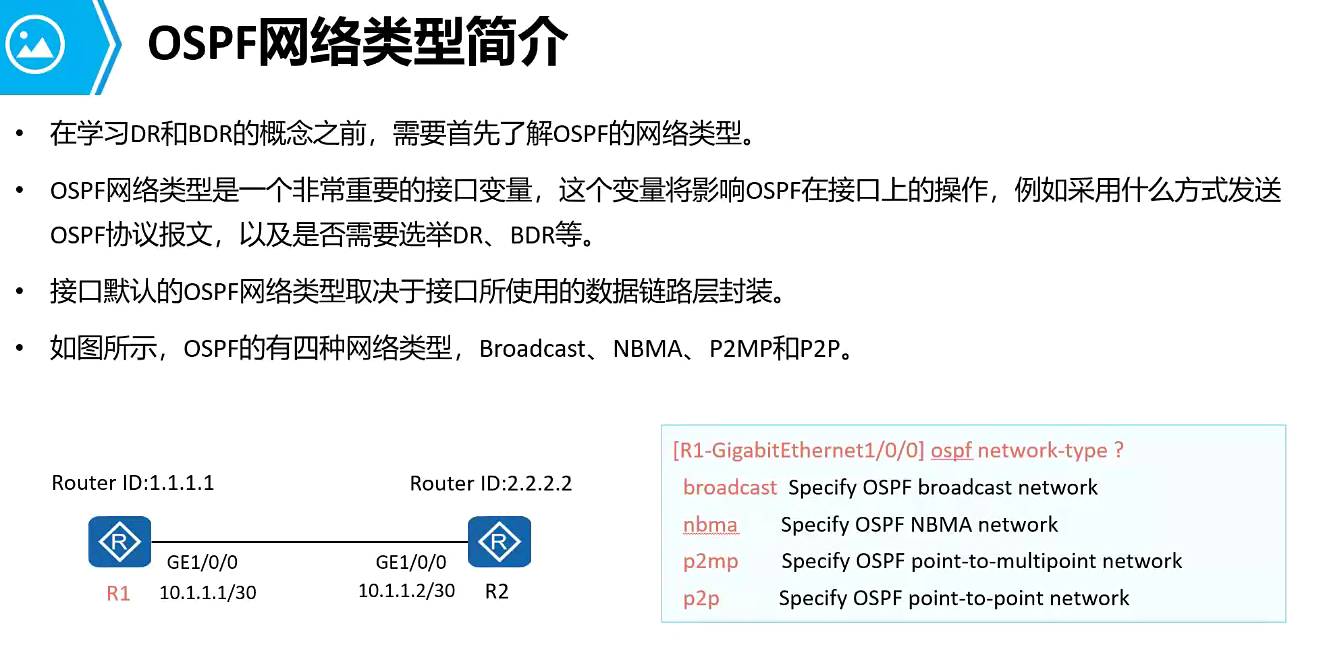 OSPF网络类型简介
• 在学习DR和BDR的概念之前，需要首先了解OSPF的网络类型。
• OSPF网络类型是一个非常重要的接口变量，这个变量将影响OSPF在接口上的操作，例如采用什么方式发送
OSPF协议报文，以及是否需要选举DR、BDR等。
• 接口默认的OSPF网络类型取决于接口所使用的数据链路层封装。
• 如图所示，OSPF的有四种网络类型，Broadcast、NBMA、P2MP和P2P。
Router ID:1.1.1.1
Router ID:2.2.2.2
R
R
GE1/0/0
GE1/0/0
R1
10.1.1.1/30
10.1.1.2/30
R2
[R1-GigabitEthernet1/0/0] ospf network-type ?
broadcast Specify OSPF broadcast network
nbma Specify OSPF NBMA network
p2mp Specify OSPF point-to-multipoint network
p2p Specify OSPF point-to-point network